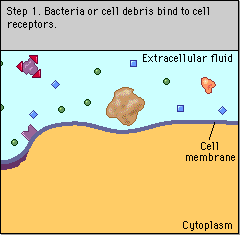 Step 1. Bacteria or cell debris bind to cell
receptors.
Extracellular fluid
Cell
membrane
Cytoplasm